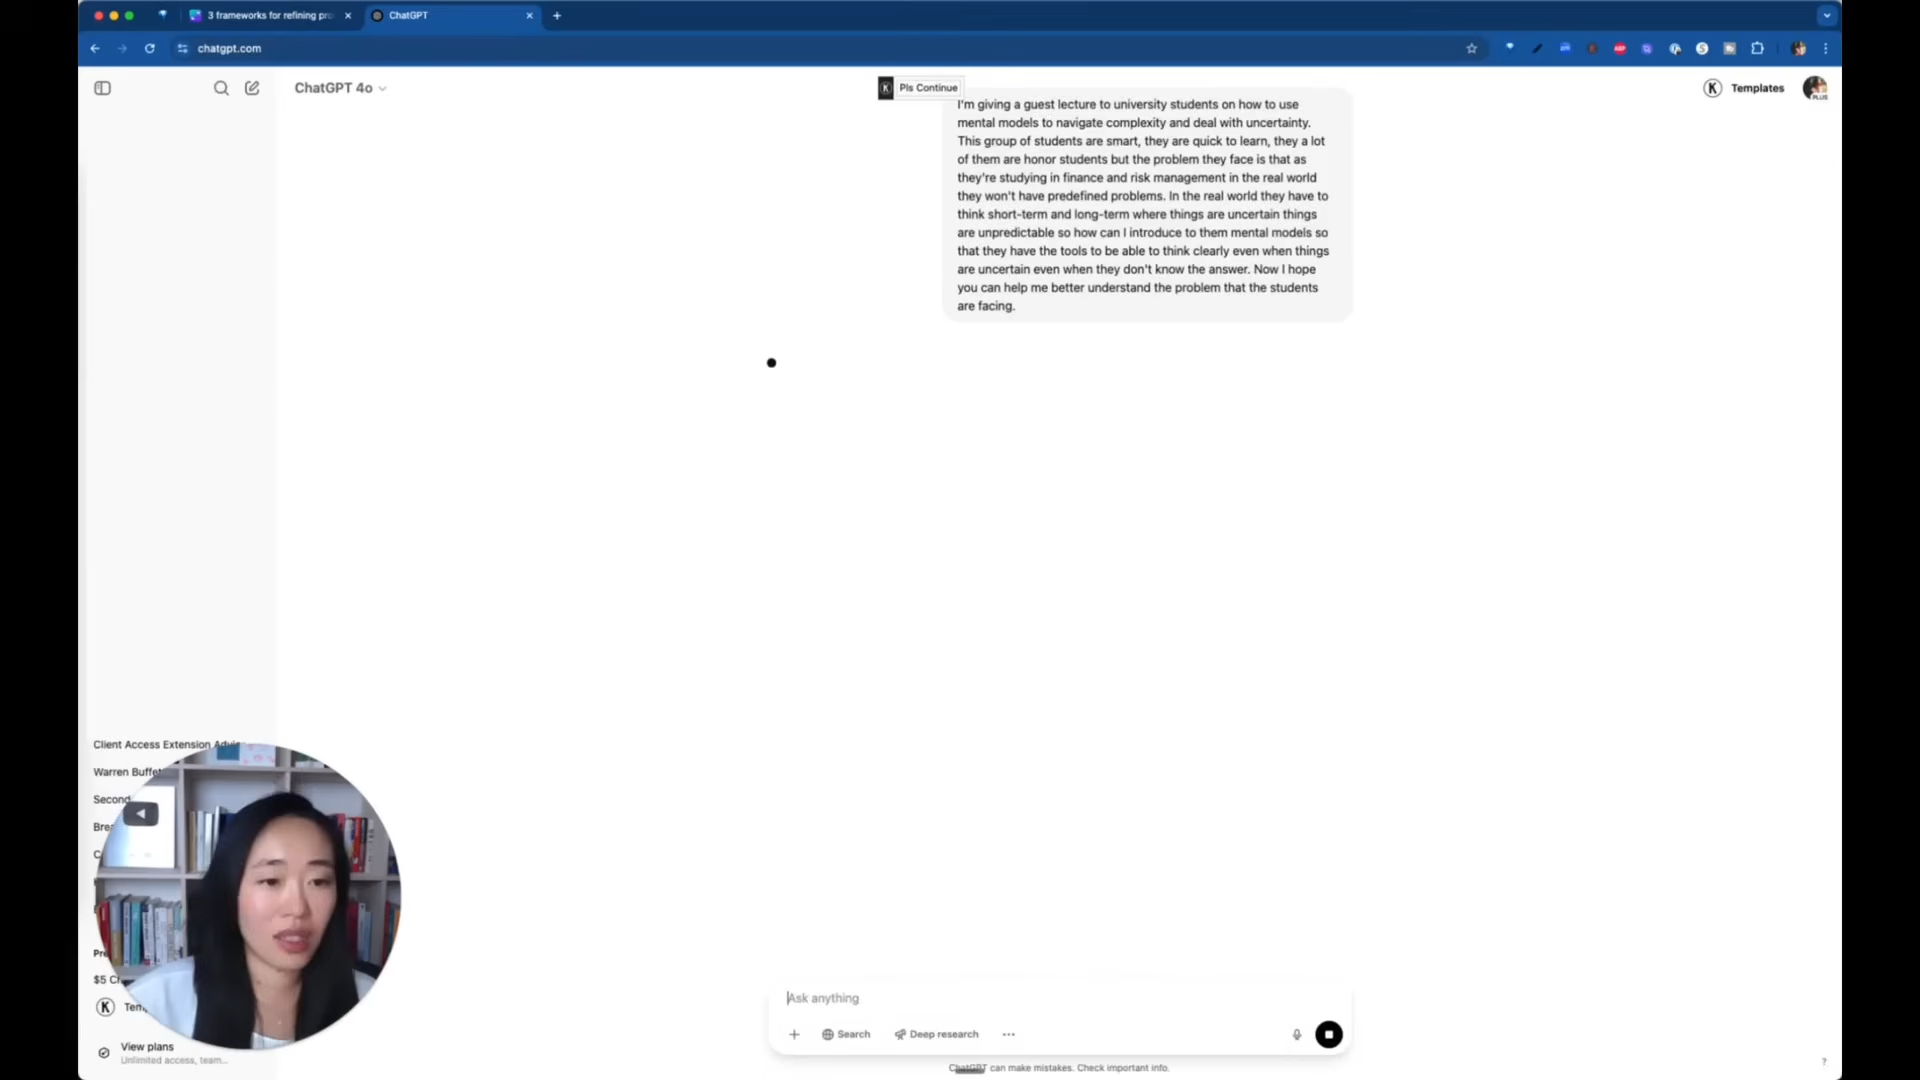 3 frameworks for refining pro
ChatGPT
chatgpt.com
ChatGPT 4o
Pls Continue
Templates
PLUS
I'm giving a guest lecture to university students on how to use
mental models to navigate complexity and deal with uncertainty.
This group of students are smart, they are quick to learn, they a lot
of them are honor students but the problem they face is that as
they're studying in finance and risk management in the real world
they won't have predefined problems. In the real world they have to
think short-term and long-term where things are uncertain things
are unpredictable so how can I introduce to them mental models so
that they have the tools to be able to think clearly even when things
are uncertain even when they don't know the answer. Now I hope
you can help me better understand the problem that the students
are facing.
Client Access Extension
Warren Buffet
Second
Brea
C
Pre
$5 C
K
Tem
View plans
Unlimited access, team...
Ask anything
Search
Deep research
ChatGPT can make mistakes. Check important info.
?